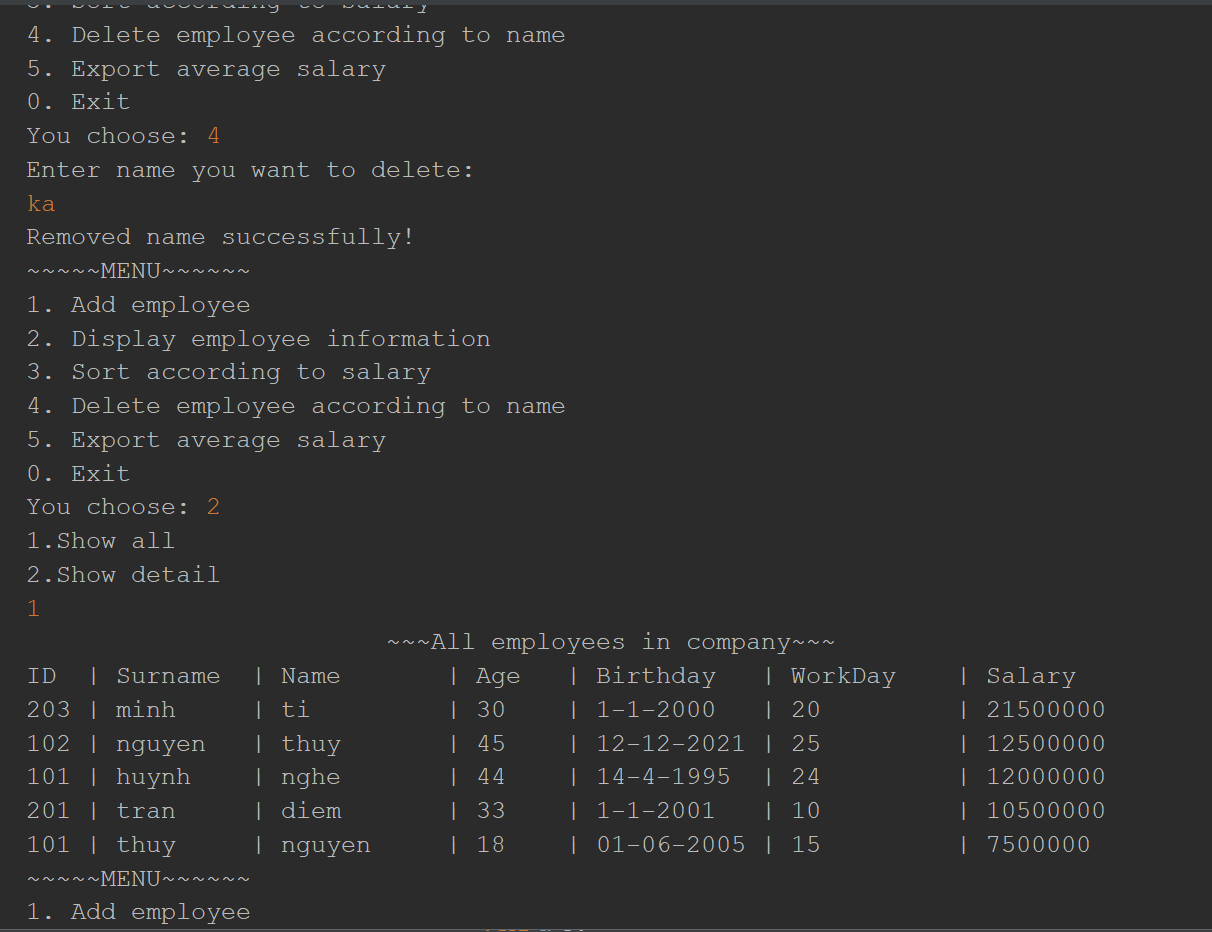 3. Sort according to salary
4. Delete employee according to name
5. Export average salary
0. Exit
You choose: 4
Enter name you want to delete:
ka
Removed name successfully!
~~~~~MENU~~~~~~
1. Add employee
2. Display employee information
3. Sort according to salary
4. Delete employee according to name
5. Export average salary
0. Exit
You choose: 2
1.Show all
2.Show detail
1
~~~All employees in company~~~
ID  | Surname  | Name       | Age   | Birthday   | WorkDay    | Salary
203 | minh     | ti         | 30    | 1-1-2000   | 20         | 21500000
102 | nguyen   | thuy       | 45    | 12-12-2021 | 25         | 12500000
101 | huynh    | nghe       | 44    | 14-4-1995  | 24         | 12000000
201 | tran     | diem       | 33    | 1-1-2001   | 10         | 10500000
101 | thuy     | nguyen     | 18    | 01-06-2005 | 15         | 7500000
~~~~~MENU~~~~~~
1. Add employee